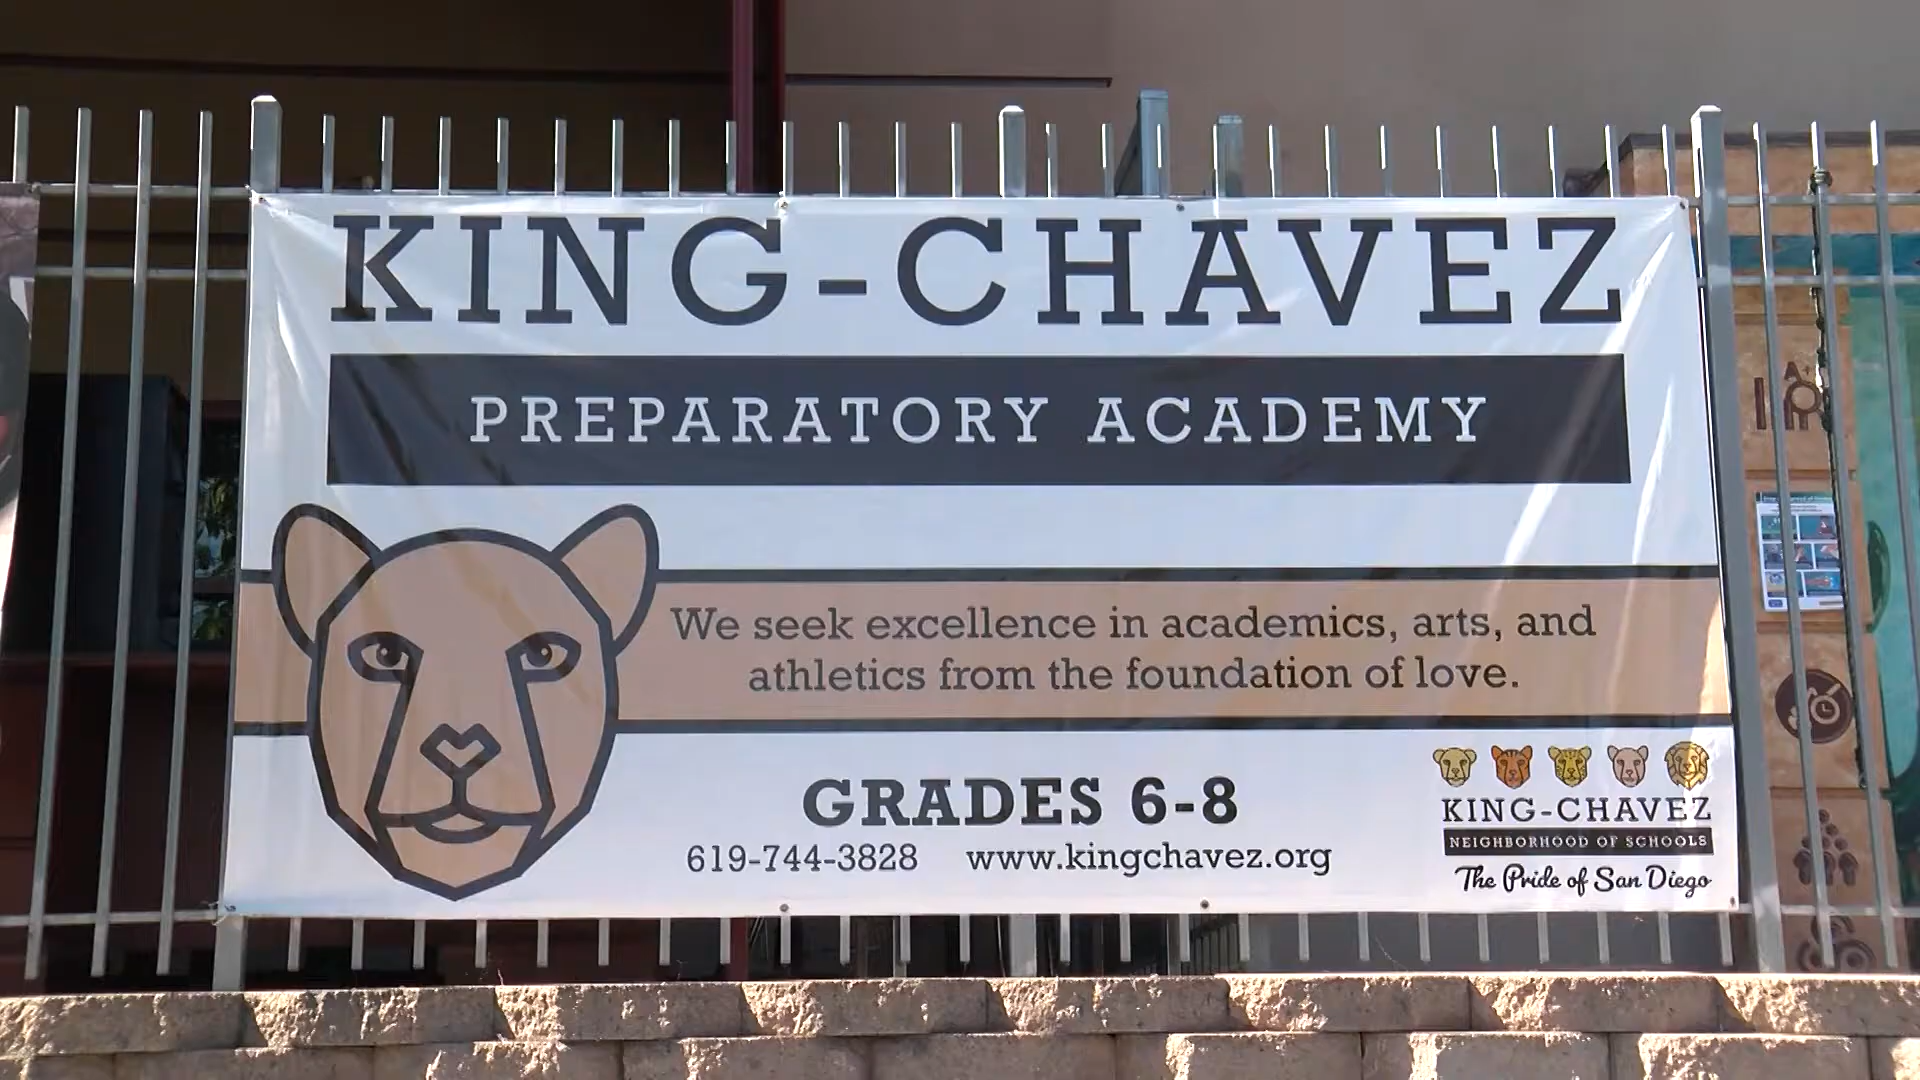 KING-CHAVEZ
PREPARATORY ACADEMY
We seek excellence in academics, arts, and
athletics from the foundation of love.
GRADES 6-8
619-744-3828 www.kingchavez.org
KING-CHAVEZ
NEIGHBORHOOD OF SCHOOLS
The Pride of San Diego
A+